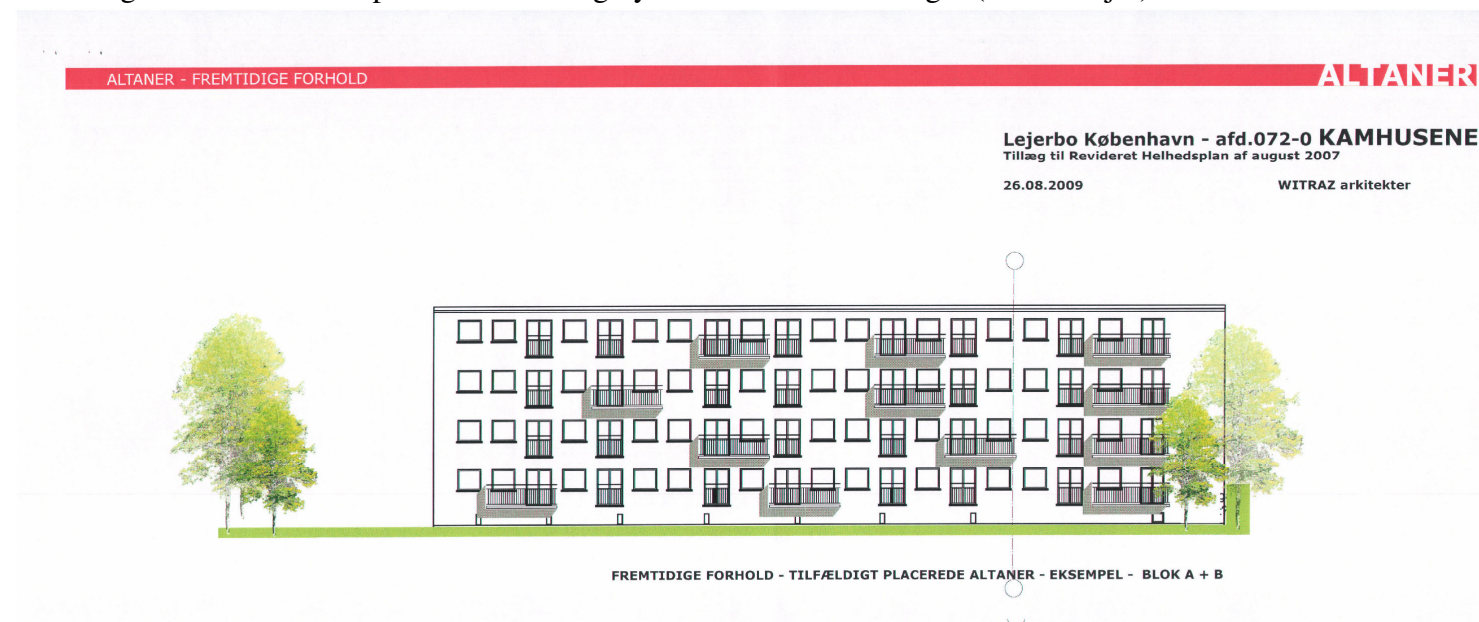 ALTANER - FREMTIDIGE FORHOLD
ALTANER
Lejerbo København - afd.072-0 KAMHUSENE
Tillæg til Revideret Helhedsplan af august 2007
26.08.2009 WITRAZ arkitekter
FREMTIDIGE FORHOLD - TILFÆLDIGT PLACEREDE ALTANER - EKSEMPEL - BLOK A + B